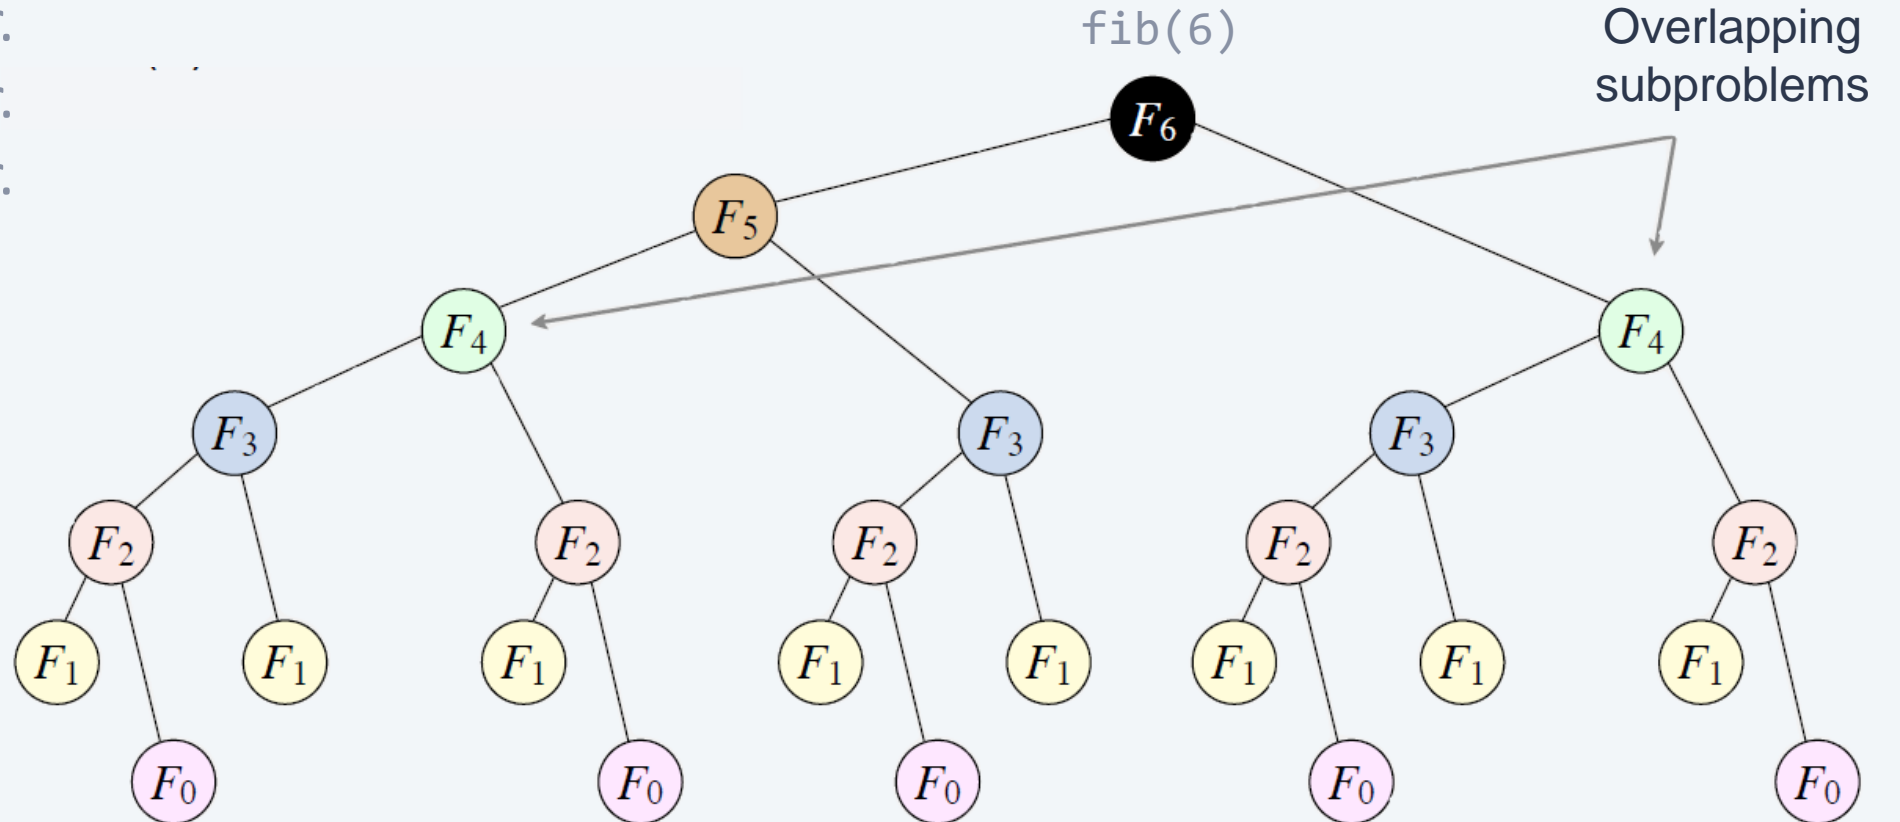 fib(6)
Overlapping
subproblems
F6
F5
F4 F4
F3 F3 F3
F2 F2 F2 F2 F2
F1 F1 F1 F1 F1 F1 F1 F1
F0 F0 F0 F0 F0